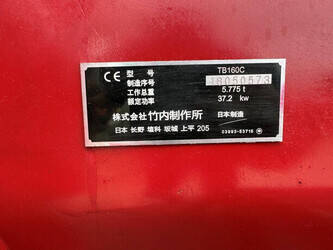 CE 型 号 TB160C
制造序号 16050573
工作总重 5.775 t
额定功率 37.2 kw
株式会社 竹内制作所 日本制造
日本 长野 埴科 坂城 上平 205
03993-53716